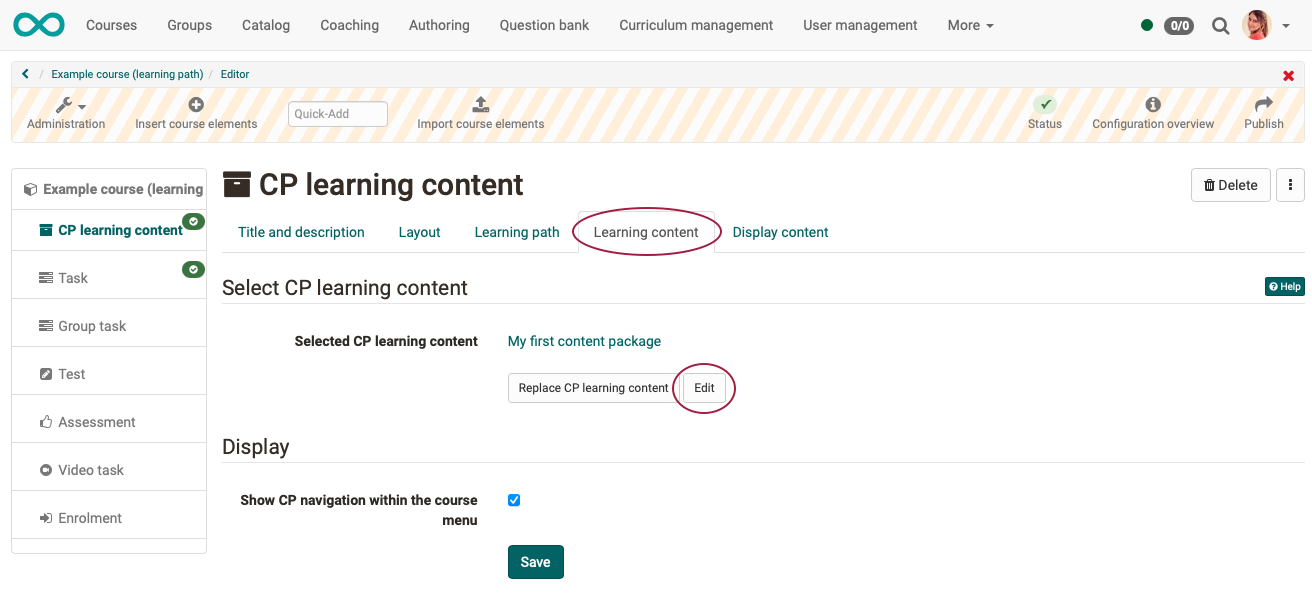 Courses Groups Catalog Coaching Authoring Question bank Curriculum management User management More 0/0
/ Example course (learning path) / Editor
Administration Insert course elements Quick-Add Import course elements Status Configuration overview Publish
Example course (learning
CP learning content
Task
Group task
Test
Assessment
Video task
Enrolment
CP learning content Delete
Title and description Layout Learning path Learning content Display content
Select CP learning content Help
Selected CP learning content My first content package
Replace CP learning content Edit
Display
Show CP navigation within the course
menu
Save